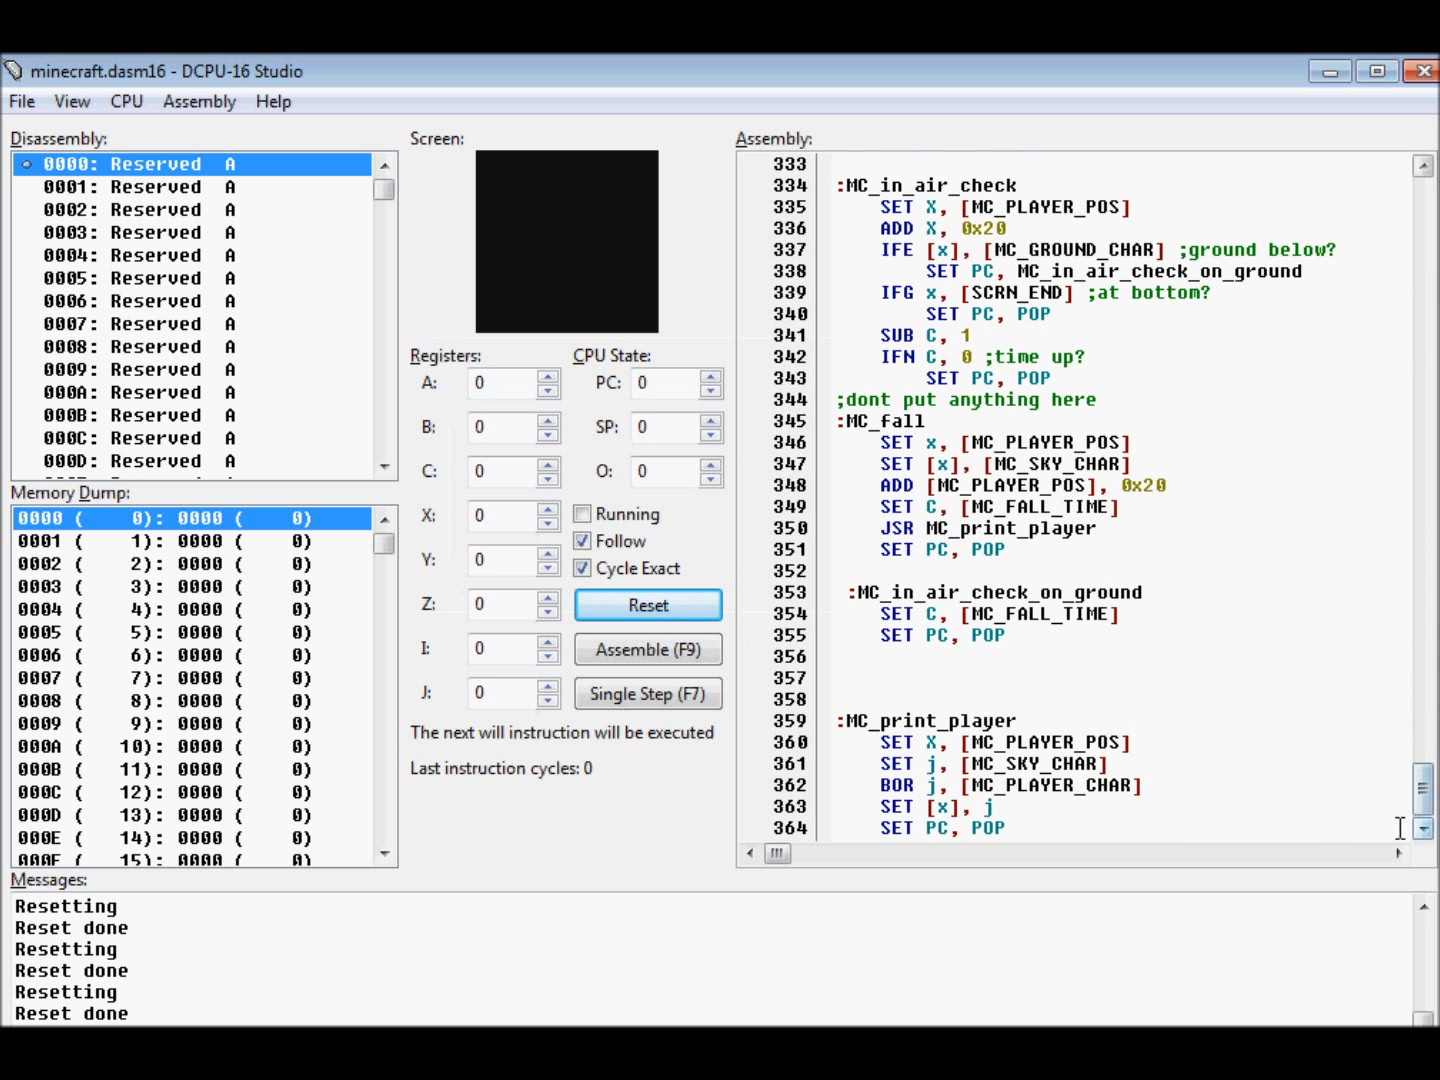 minecraft.dasm16 - DCPU-16 Studio
File View CPU Assembly Help
Disassembly:
0000: Reserved A
0001: Reserved A
0002: Reserved A
0003: Reserved A
0004: Reserved A
0005: Reserved A
0006: Reserved A
0007: Reserved A
0008: Reserved A
0009: Reserved A
000A: Reserved A
000B: Reserved A
000C: Reserved A
000D: Reserved A
Memory Dump:
0000 ( 0): 0000 ( 0)
0001 ( 1): 0000 ( 0)
0002 ( 2): 0000 ( 0)
0003 ( 3): 0000 ( 0)
0004 ( 4): 0000 ( 0)
0005 ( 5): 0000 ( 0)
0006 ( 6): 0000 ( 0)
0007 ( 7): 0000 ( 0)
0008 ( 8): 0000 ( 0)
0009 ( 9): 0000 ( 0)
000A ( 10): 0000 ( 0)
000B ( 11): 0000 ( 0)
000C ( 12): 0000 ( 0)
000D ( 13): 0000 ( 0)
000E ( 14): 0000 ( 0)
000F ( 15): 0000 ( 0)
Screen:
Registers:
A: 0
B: 0
C: 0
X: 0
Y: 0
Z: 0
I: 0
J: 0
CPU State:
PC: 0
SP: 0
O: 0
Running
Follow
Cycle Exact
Reset
Assemble (F9)
Single Step (F7)
The next will instruction will be executed
Last instruction cycles: 0
Assembly:
333
334 :MC_in_air_check
335 SET X, [MC_PLAYER_POS]
336 ADD X, 0x20
337 IFE [x], [MC_GROUND_CHAR] ;ground below?
338 SET PC, MC_in_air_check_on_ground
339 IFG x, [SCRN_END] ;at bottom?
340 SET PC, POP
341 SUB C, 1
342 IFN C, 0 ;time up?
343 SET PC, POP
344 ;dont put anything here
345 :MC_fall
346 SET x, [MC_PLAYER_POS]
347 SET [x], [MC_SKY_CHAR]
348 ADD [MC_PLAYER_POS], 0x20
349 SET C, [MC_FALL_TIME]
350 JSR MC_print_player
351 SET PC, POP
352
353 :MC_in_air_check_on_ground
354 SET C, [MC_FALL_TIME]
355 SET PC, POP
356
357
358
359 :MC_print_player
360 SET X, [MC_PLAYER_POS]
361 SET j, [MC_SKY_CHAR]
362 BOR j, [MC_PLAYER_CHAR]
363 SET [x], j
364 SET PC, POP
Messages:
Resetting
Reset done
Resetting
Reset done
Resetting
Reset done